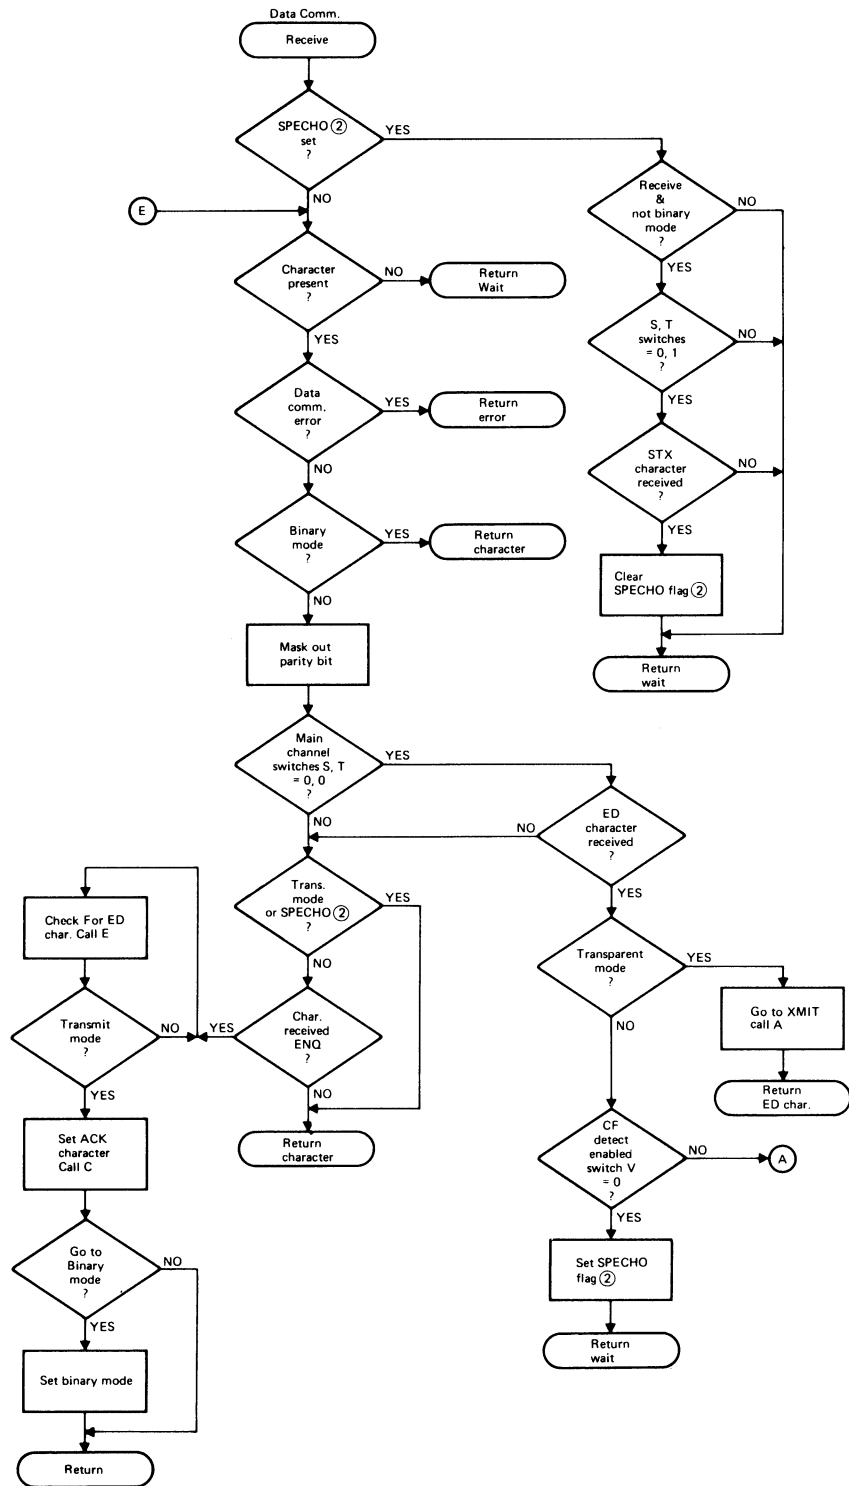 Data Comm.
Receive
SPECHO ②
set
?
YES
NO
E
Receive
&
not binary
mode
?
NO
YES
Character
present
?
NO
Return
Wait
YES
S, T
switches
= 0, 1
?
NO
YES
Data
comm.
error
?
YES
Return
error
NO
STX
character
received
?
NO
YES
Binary
mode
?
YES
Return
character
NO
Clear
SPECHO flag ②
Mask out
parity bit
Return
wait
Main
channel
switches S, T
= 0, 0
?
YES
NO
ED
character
received
?
NO
YES
Trans.
mode
or SPECHO ②
?
YES
NO
Check For ED
char. Call E
Transparent
mode
?
YES
NO
Go to XMIT
call A
Return
ED char.
Transmit
mode
?
NO
YES
Char.
received
ENQ
?
YES
NO
Return
character
Set ACK
character
Call C
CF
detect
enabled
switch V
= 0
?
NO
A
YES
Go to
Binary
mode
?
NO
YES
Set SPECHO
flag ②
Return
wait
Set binary mode
Return